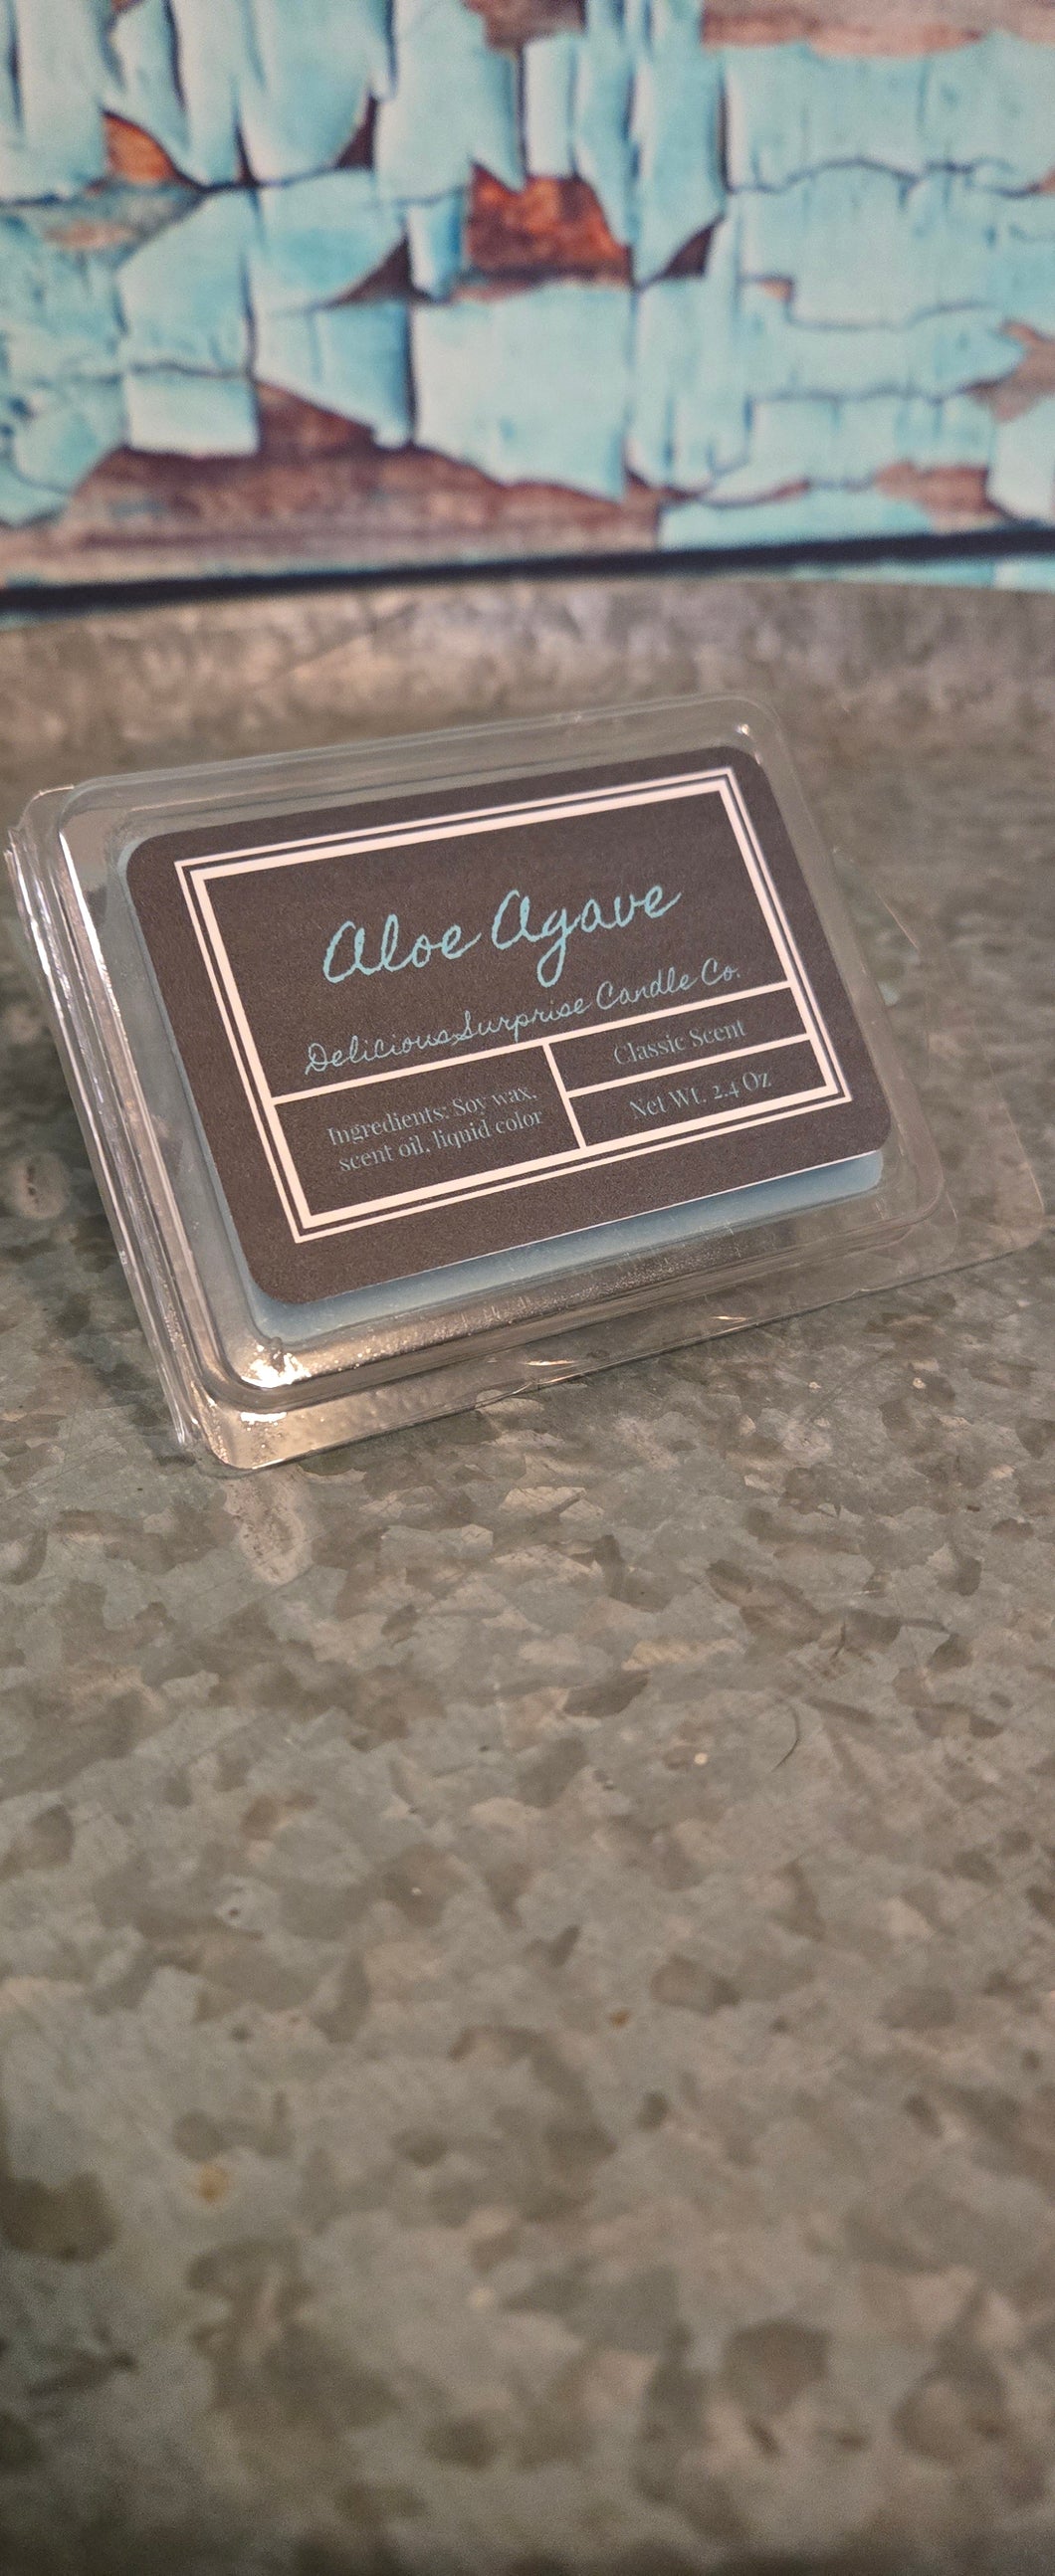 Aloe Agave
DeliciousSurprise Candle Co.
Ingredients: Soy wax,
scent oil, liquid color
Classic Scent
Net Wt. 2.4 Oz